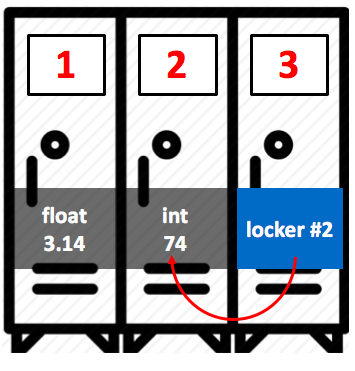 1
2
3
float
3.14
int
74
locker #2